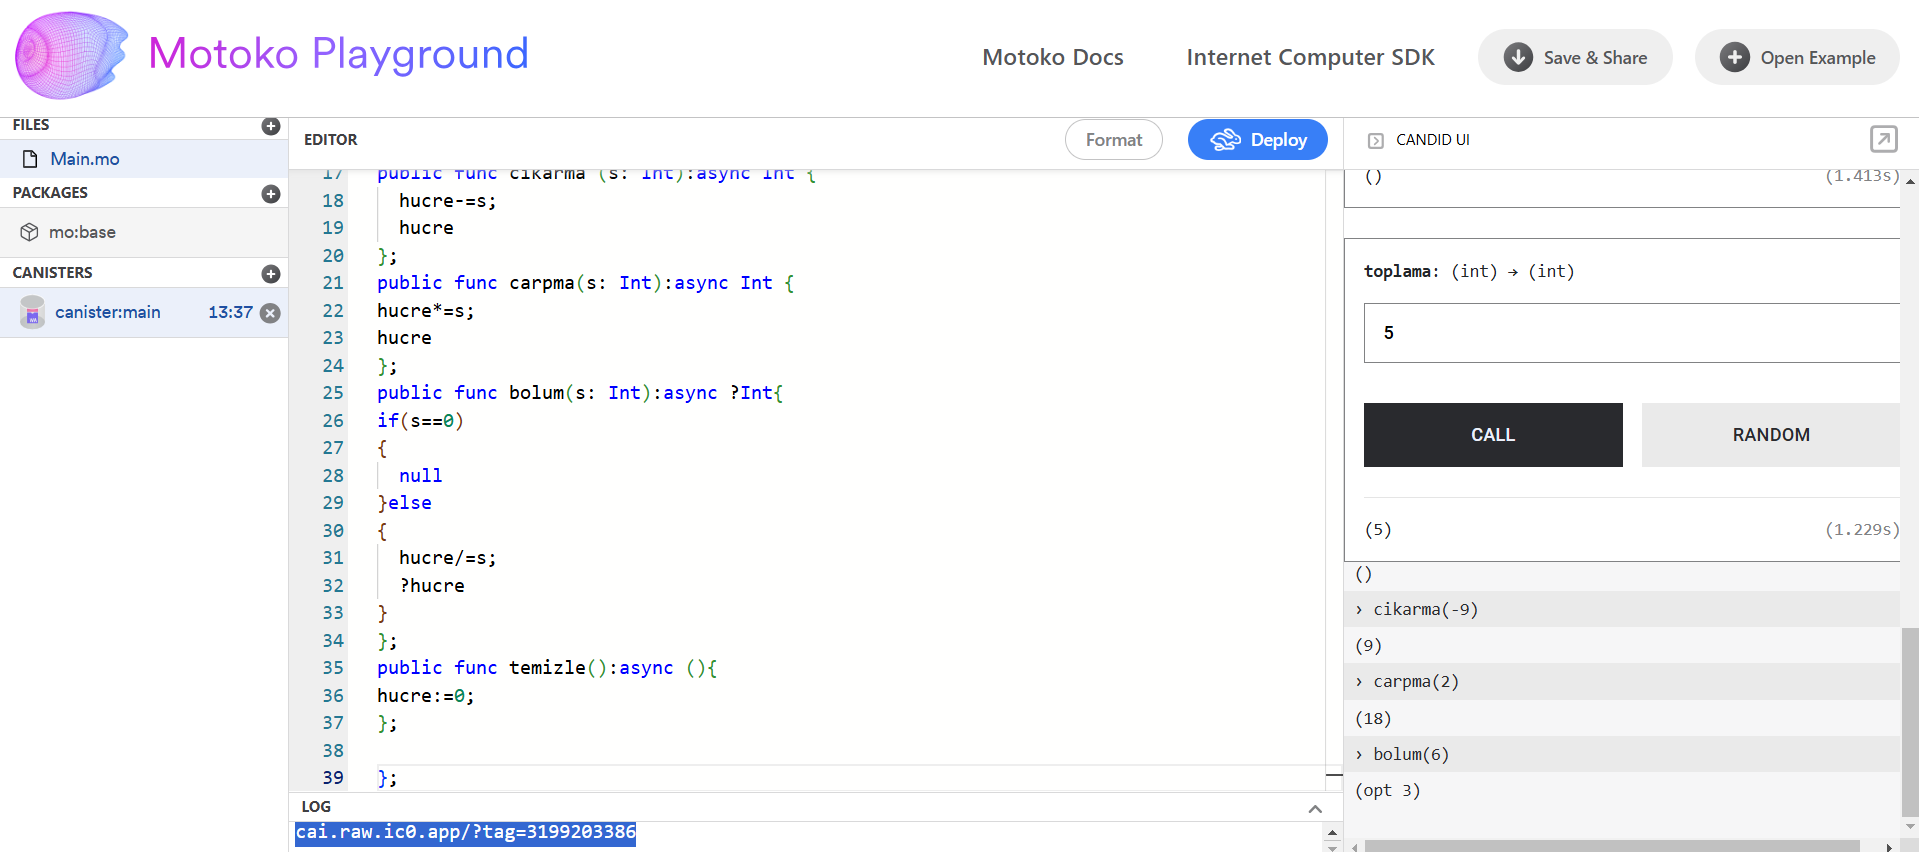 Motoko Playground
Motoko Docs
Internet Computer SDK
Save & Share
Open Example
FILES
Main.mo
PACKAGES
mo:base
CANISTERS
canister:main 13:37
EDITOR
Format
Deploy
17 public func cikarma (s: Int):async Int {
18 hucre-=s;
19 hucre
20 };
21 public func carpma(s: Int):async Int {
22 hucre*=s;
23 hucre
24 };
25 public func bolum(s: Int):async ?Int{
26 if(s==0)
27 {
28 null
29 }else
30 {
31 hucre/=s;
32 ?hucre
33 }
34 };
35 public func temizle():async (){
36 hucre:=0;
37 };
38
39 };
LOG
cai.raw.ic0.app/?tag=3199203386
CANDID UI
() (1.413s)
toplama: (int) → (int)
5
CALL
RANDOM
(5) (1.229s)
()
› cikarma(-9)
(9)
› carpma(2)
(18)
› bolum(6)
(opt 3)